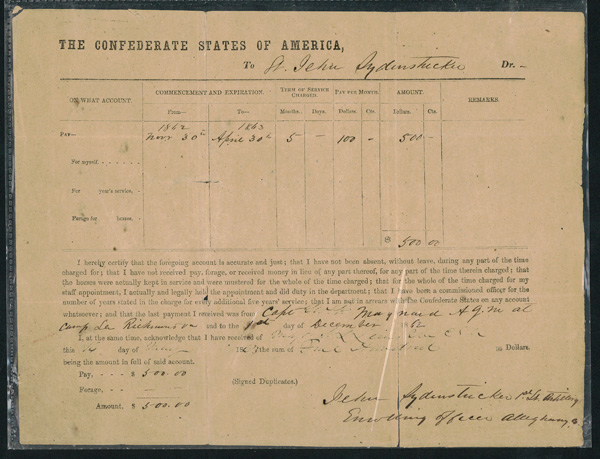 THE CONFEDERATE STATES OF AMERICA,
To Lt. Jehu Sydenstricker Dr.-
ON WHAT ACCOUNT. COMMENCEMENT AND EXPIRATION. TERM OF SERVICE CHARGED. PAY PER MONTH. AMOUNT. REMARKS.
From— To— Months. Days. Dollars. Cts. Dollars. Cts.
1862 1863
Pay— Novr 30th April 30th 5 — 100 — 500 —
For myself
For year's service,
Forage for horses.
$ 500 00
I hereby certify that the foregoing account is accurate and just; that I have not been absent, without leave, during any part of the time
charged for; that I have not received pay, forage, or received money in lieu of any part thereof, for any part of the time therein charged; that
the horses were actually kept in service and were mustered for the whole of the time charged; that for the whole of the time charged for my
staff appointment, I actually and legally held the appointment and did duty in the department; that I have been a commissioned officer for the
number of years stated in the charge for every additional five years' service; that I am not in arrears with the Confederate States on any account
whatsoever; and that the last payment I received was from Capt Maynard A.Q.M. at
Camp Lee Richmond and to the day of December
I, at the same time, acknowledge that I have received of
this day of the sum of Five Hundred Dollars.
being the amount in full of said account.
Pay, $ 500.00
Forage,
(Signed Duplicates.)
Amount. $ 500.00
Jehu Sydenstricker 1st Lt. Artillery
Enrolling officer Alleghany